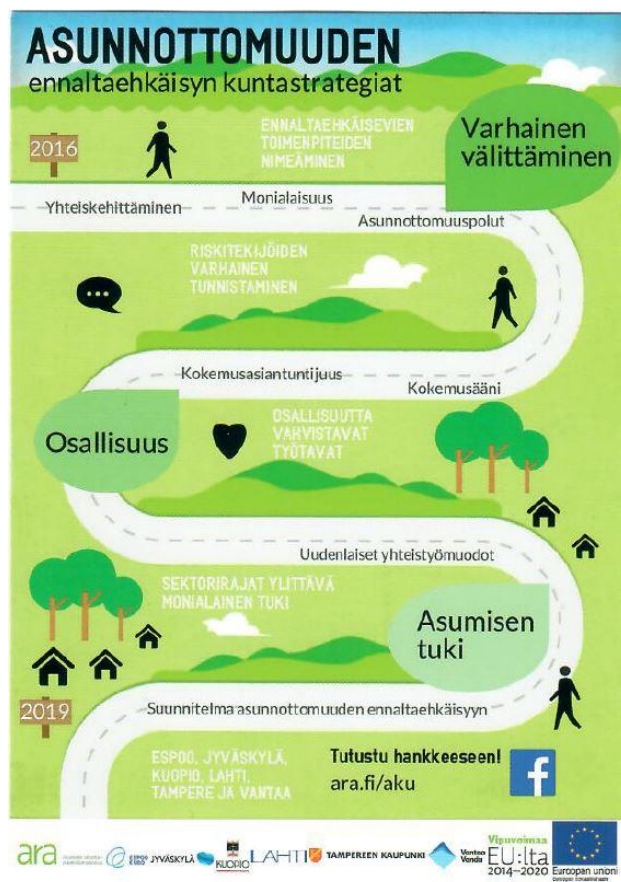 ASUNNOTTOMUUDEN
ennaltaehkäisyn kuntastrategiat
2016
ENNALTAEHKÄISEVIEN
TOIMENPITEIDEN
NIMEÄMINEN
Varhainen
välittäminen
Yhteiskehittäminen
Monialaisuus
Asunnottomuuspolut
RISKITEKIJÖIDEN
VARHAINEN
TUNNISTAMINEN
Kokemusasiantuntijuus
Kokemusääni
Osallisuus
OSALLISUUTTA
VAHVISTAVAT
TYÖTAVAT
Uudenlaiset yhteistyömuodot
SEKTORIRAJAT YLITTÄVÄ
MONIALAINEN TUKI
Asumisen
tuki
2019
Suunnitelma asunnottomuuden ennaltaehkäisyyn
ESPOO, JYVÄSKYLÄ,
KUOPIO, LAHTI,
TAMPERE JA VANTAA
Tutustu hankkeeseen!
ara.fi/aku
f
ara
ESPOO
ESBO
JYVÄSKYLÄ
KUOPIO
LAHTI
TAMPEREEN KAUPUNKI
Vantaa
Vanda
Vipuvoimaa
EU:lta
2014–2020
Euroopan unioni